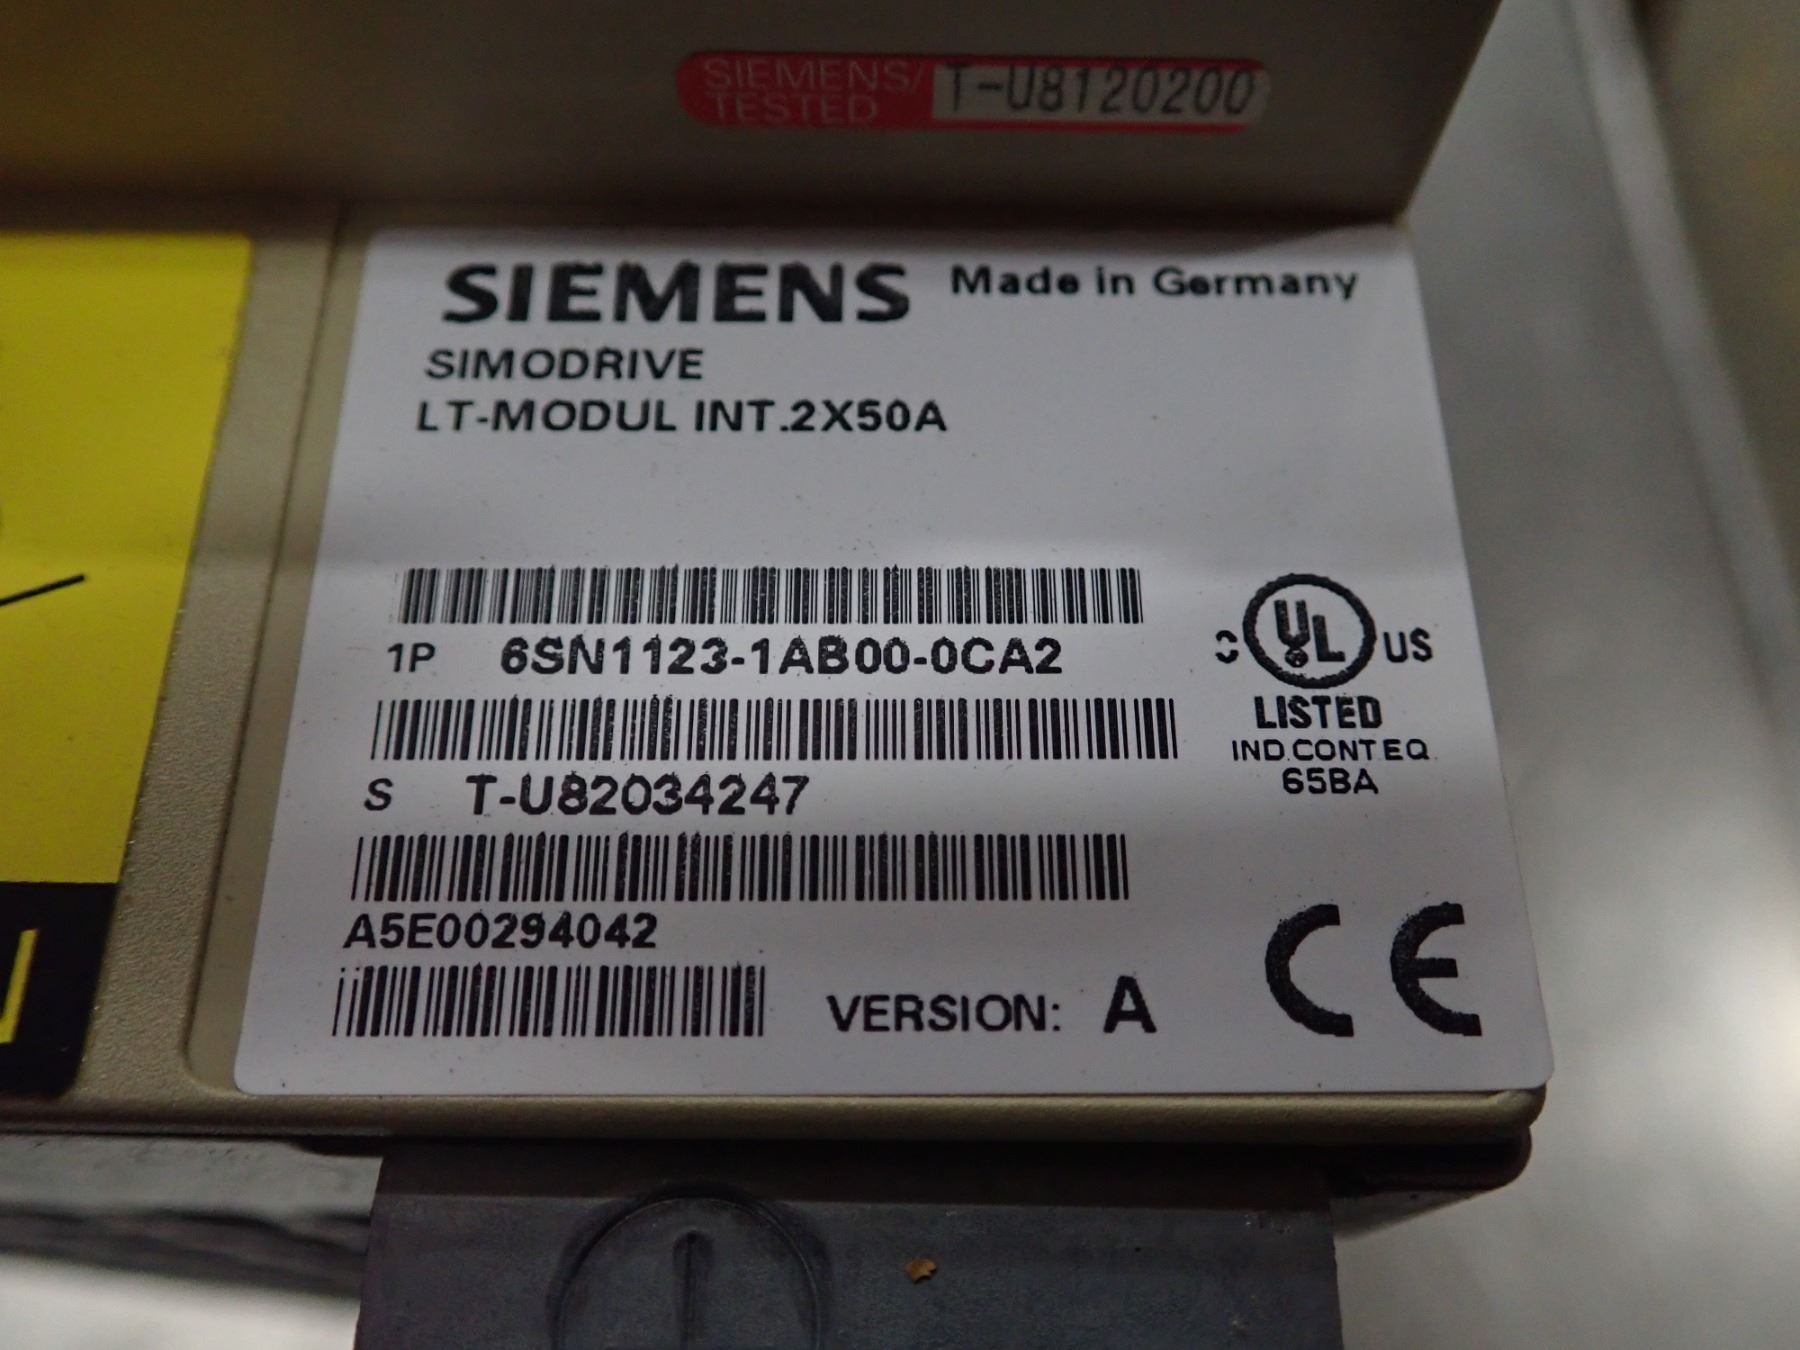 SIEMENS/
TESTED
T-U8120200
SIEMENS Made in Germany
SIMODRIVE
LT-MODUL INT.2X50A
1P 6SN1123-1AB00-0CA2
C UL US
LISTED
IND.CONT.EQ.
65BA
S T-U82034247
A5E00294042
VERSION: A
CE